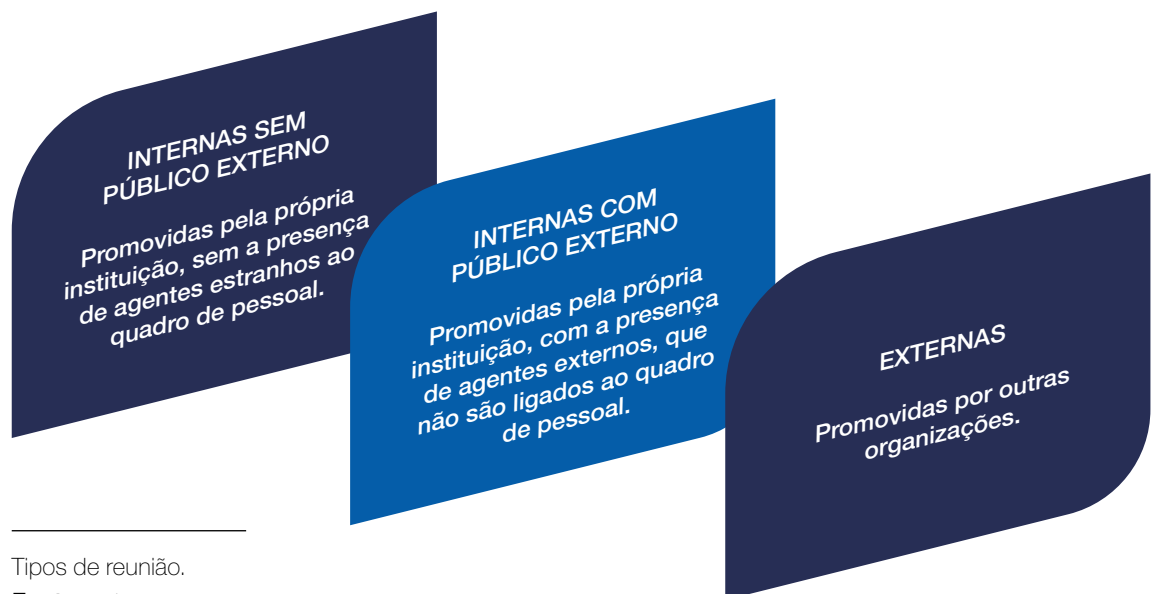 INTERNAS SEM
PÚBLICO EXTERNO
Promovidas pela própria
instituição, sem a presença
de agentes estranhos ao
quadro de pessoal.
INTERNAS COM
PÚBLICO EXTERNO
Promovidas pela própria
instituição, com a presença
de agentes externos, que
não são ligados ao quadro
de pessoal.
EXTERNAS
Promovidas por outras
organizações.
Tipos de reunião.